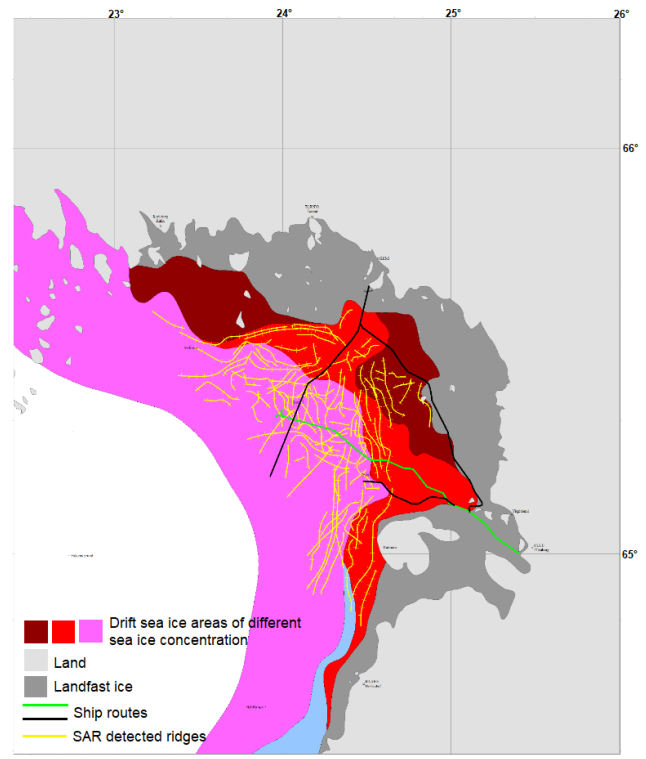 23°
24°
25°
26°
66°
65°
Drift sea ice areas of different
sea ice concentration
Land
Landfast ice
Ship routes
SAR detected ridges